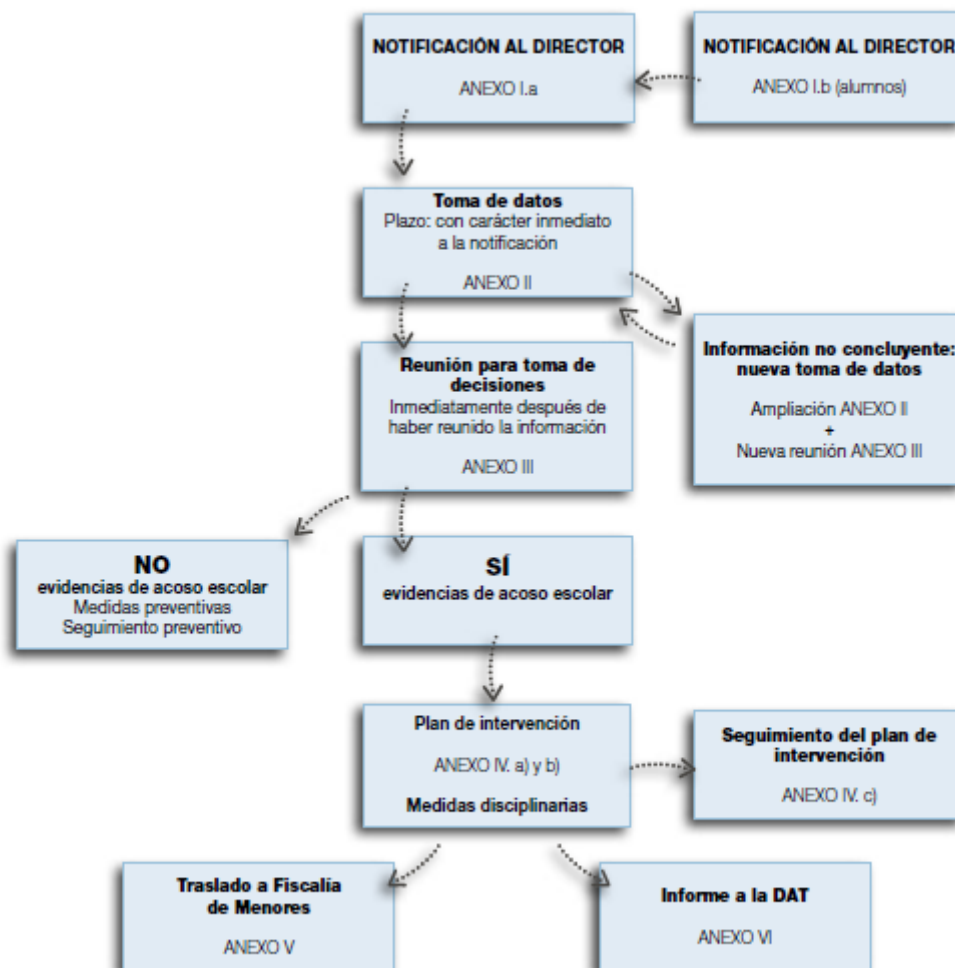 NOTIFICACIÓN AL DIRECTOR
ANEXO I.a
NOTIFICACIÓN AL DIRECTOR
ANEXO I.b (alumnos)
Toma de datos
Plazo: con carácter inmediato
a la notificación
ANEXO II
Información no concluyente:
nueva toma de datos
Ampliación ANEXO II
+
Nueva reunión ANEXO III
Reunión para toma de
decisiones
Inmediatamente después de
haber reunido la información
ANEXO III
NO
evidencias de acoso escolar
Medidas preventivas
Seguimiento preventivo
SÍ
evidencias de acoso escolar
Plan de intervención
ANEXO IV. a) y b)
Medidas disciplinarias
Seguimiento del plan de
intervención
ANEXO IV. c)
Traslado a Fiscalía
de Menores
ANEXO V
Informe a la DAT
ANEXO VI